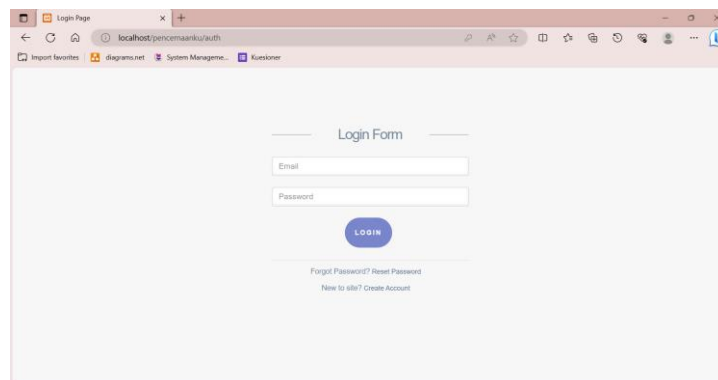 Login Page
localhost/pencemaanku/auth
Import favorites
diagrams.net
System Manageme...
Kuesioner
Login Form
Email
Password
LOGIN
Forgot Password? Reset Password
New to site? Create Account